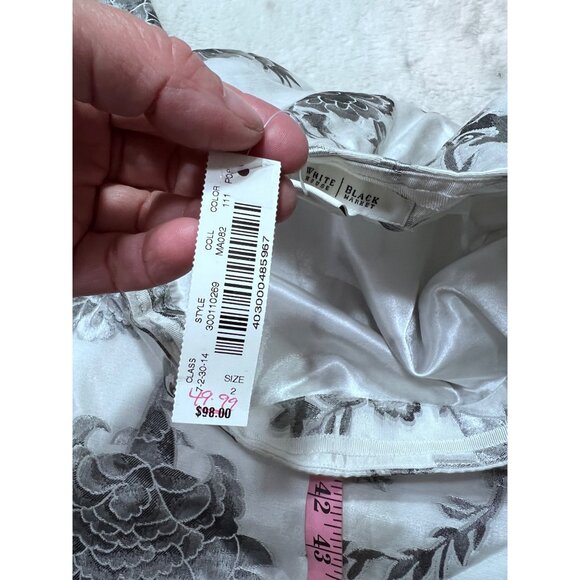 WHITE
HOUSE
BLACK
MARKET
COLOR
111
COLL
MA082
STYLE
300110269
CLASS
7-2-30-14
403000485967
SIZE
2
49.99
$98.00
42
43